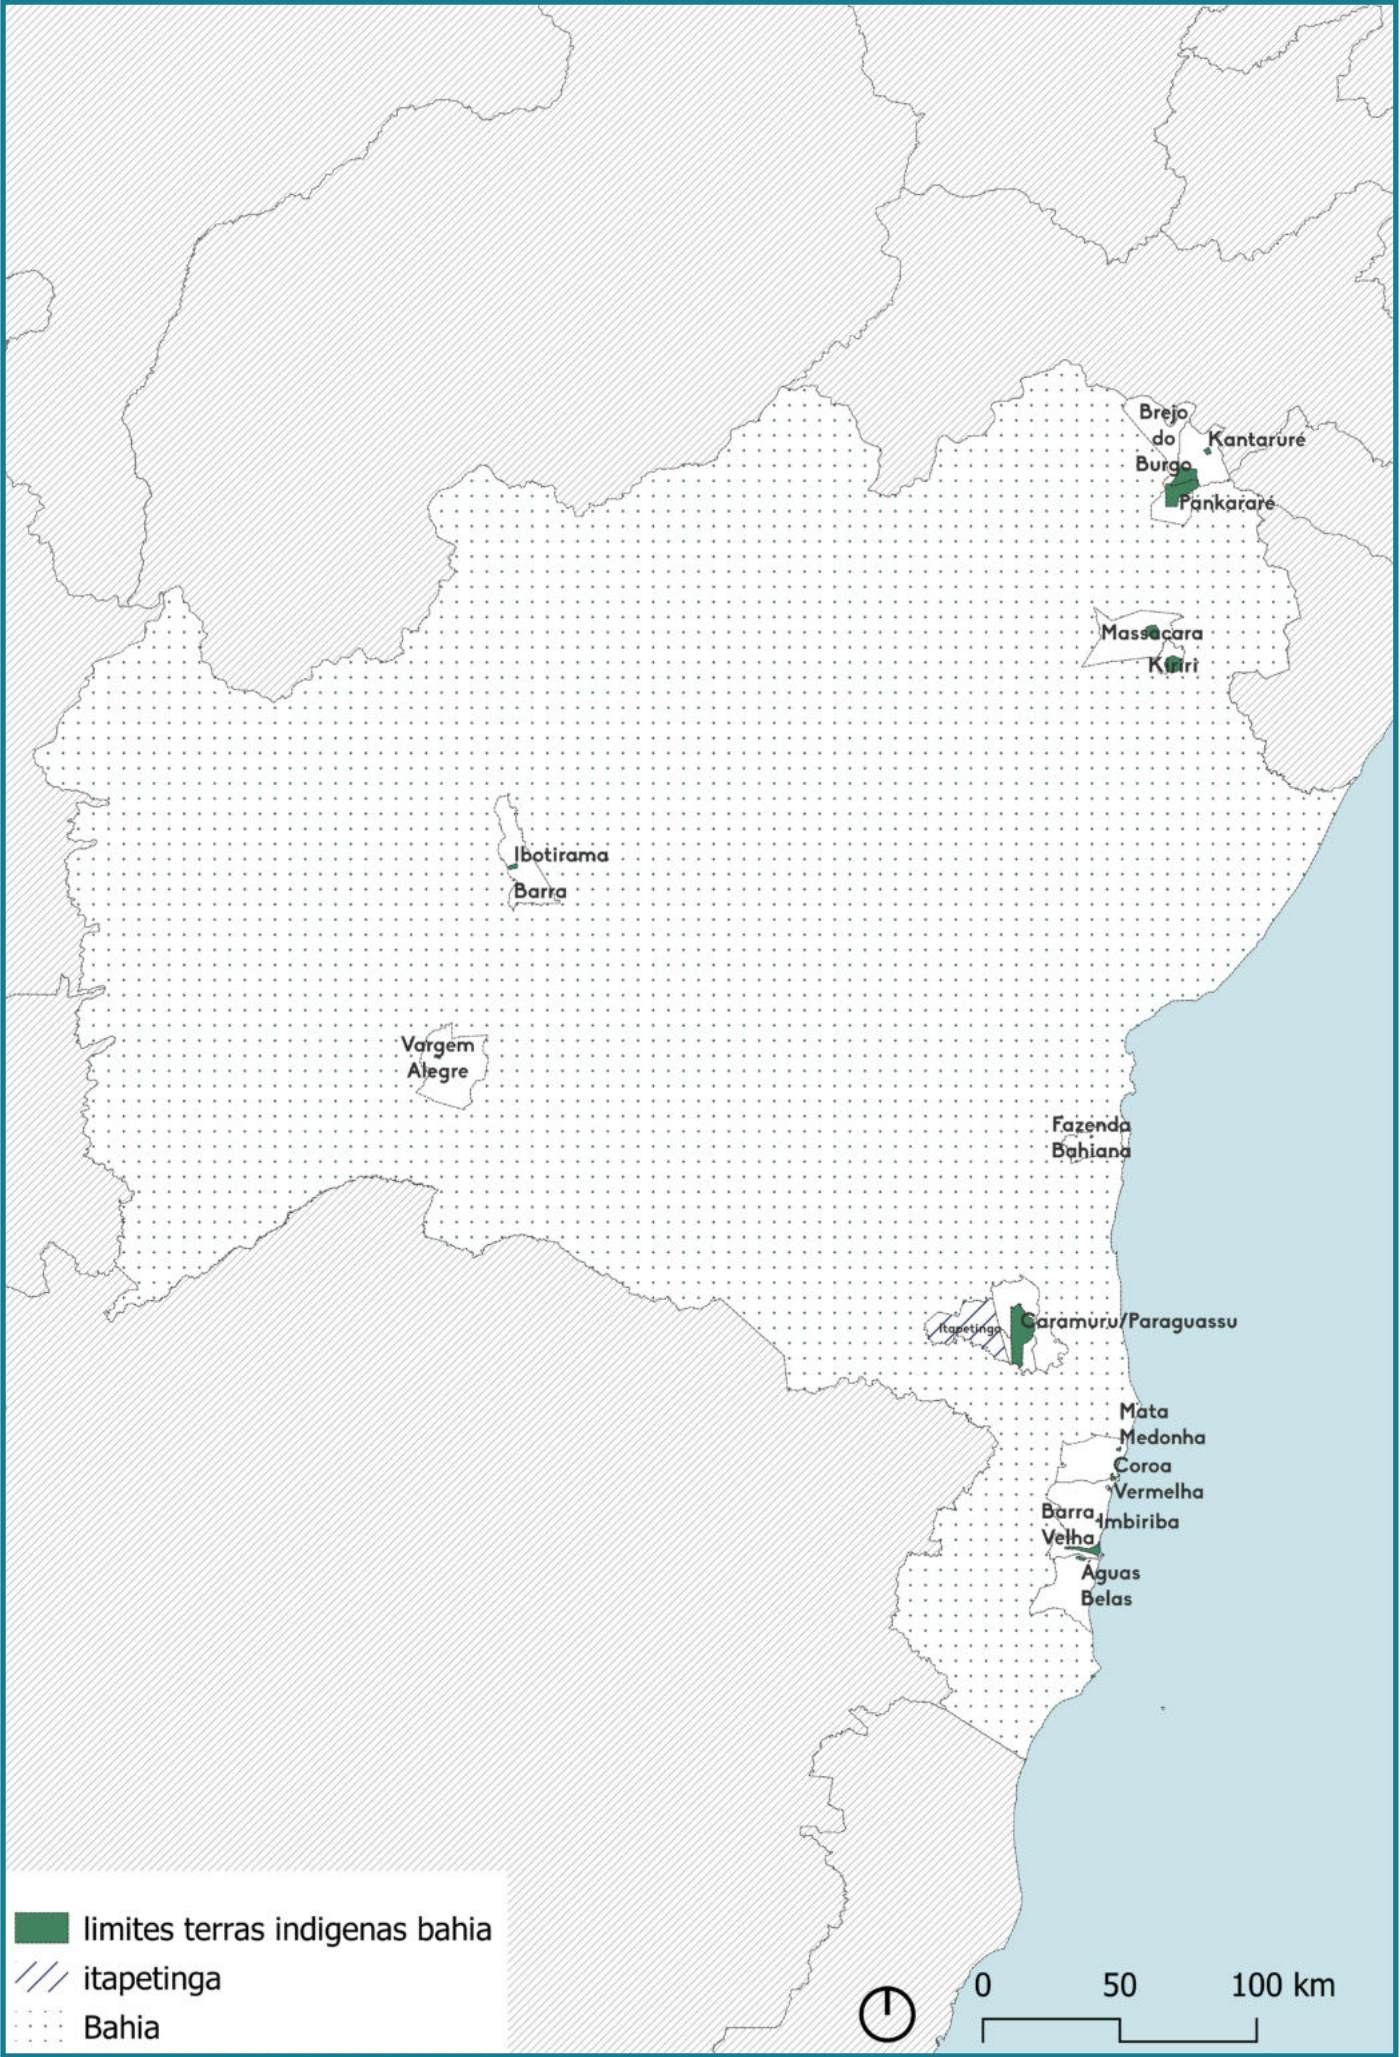 Brejo
do
Burgo
Kantaruré
Pankararé
Massacara
Kiriri
Ibotirama
Barra
Vargem
Alegre
Fazenda
Bahiana
Itapetinga
Caramuru/Paraguassu
Mata
Medonha
Coroa
Vermelha
Barra
Velha
Imbiriba
Águas
Belas
limites terras indigenas bahia
itapetinga
Bahia
0 50 100 km